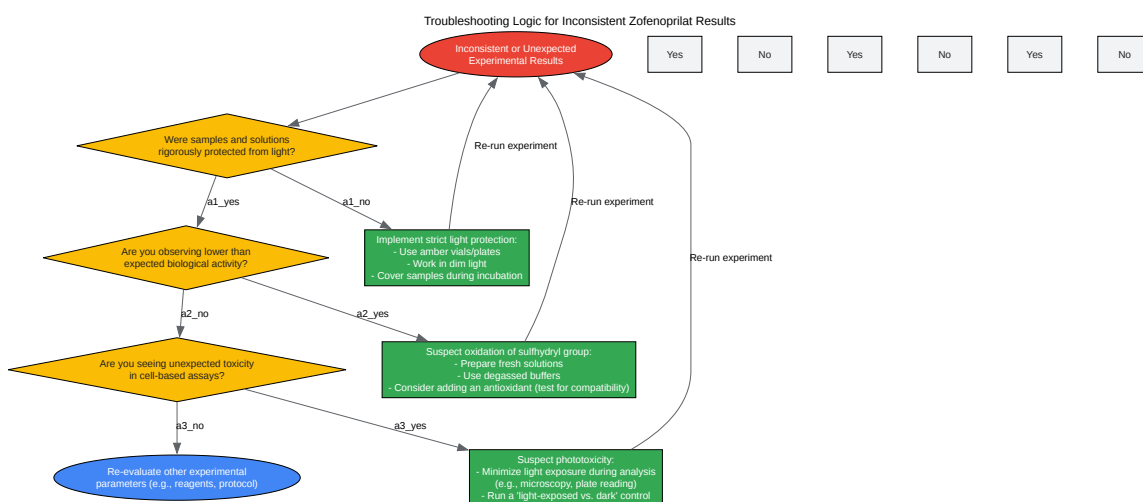 Troubleshooting Logic for Inconsistent Zofenoprilat Results
Inconsistent or Unexpected
Experimental Results
Yes
No
Yes
No
Yes
No
Were samples and solutions
rigorously protected from light?
Re-run experiment
a1_yes
a1_no
Re-run experiment
Implement strict light protection:
- Use amber vials/plates
- Work in dim light
- Cover samples during incubation
Are you observing lower than
expected biological activity?
Re-run experiment
a2_no
a2_yes
Suspect oxidation of sulfhydryl group:
- Prepare fresh solutions
- Use degassed buffers
- Consider adding an antioxidant (test for compatibility)
Are you seeing unexpected toxicity
in cell-based assays?
a3_no
a3_yes
Re-evaluate other experimental
parameters (e.g., reagents, protocol)
Suspect phototoxicity:
- Minimize light exposure during analysis
(e.g., microscopy, plate reading)
- Run a 'light-exposed vs. dark' control